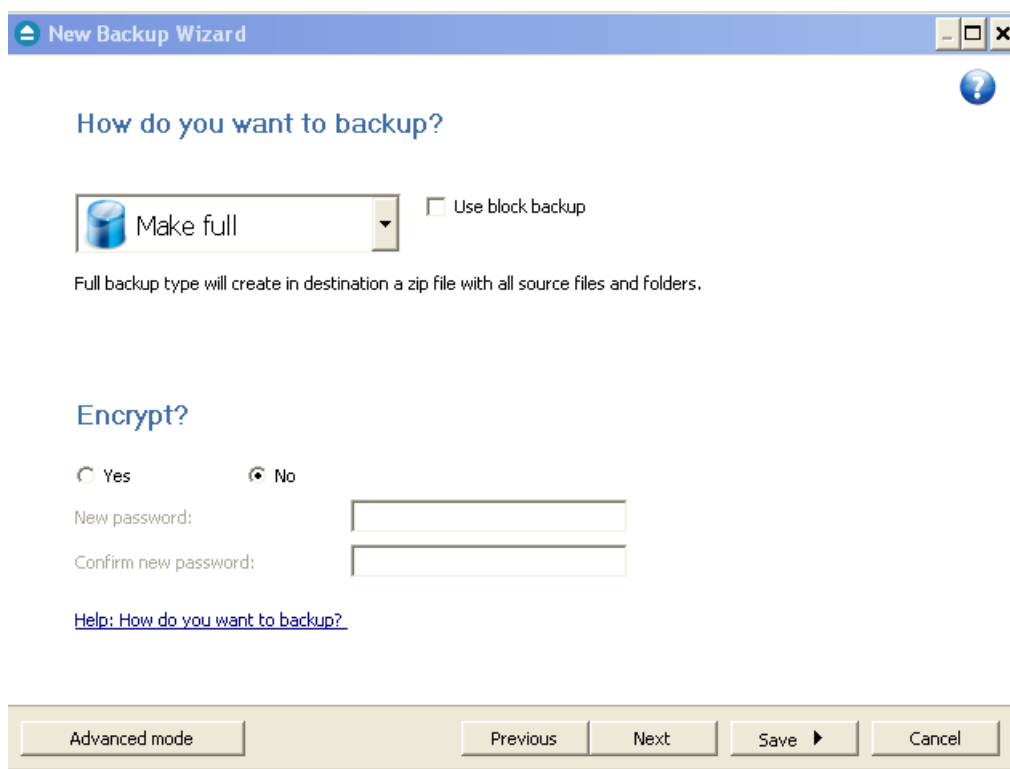 New Backup Wizard
How do you want to backup?
Make full
Use block backup
Full backup type will create in destination a zip file with all source files and folders.
Encrypt?
Yes No
New password:
Confirm new password:
Help: How do you want to backup?
Advanced mode Previous Next Save Cancel